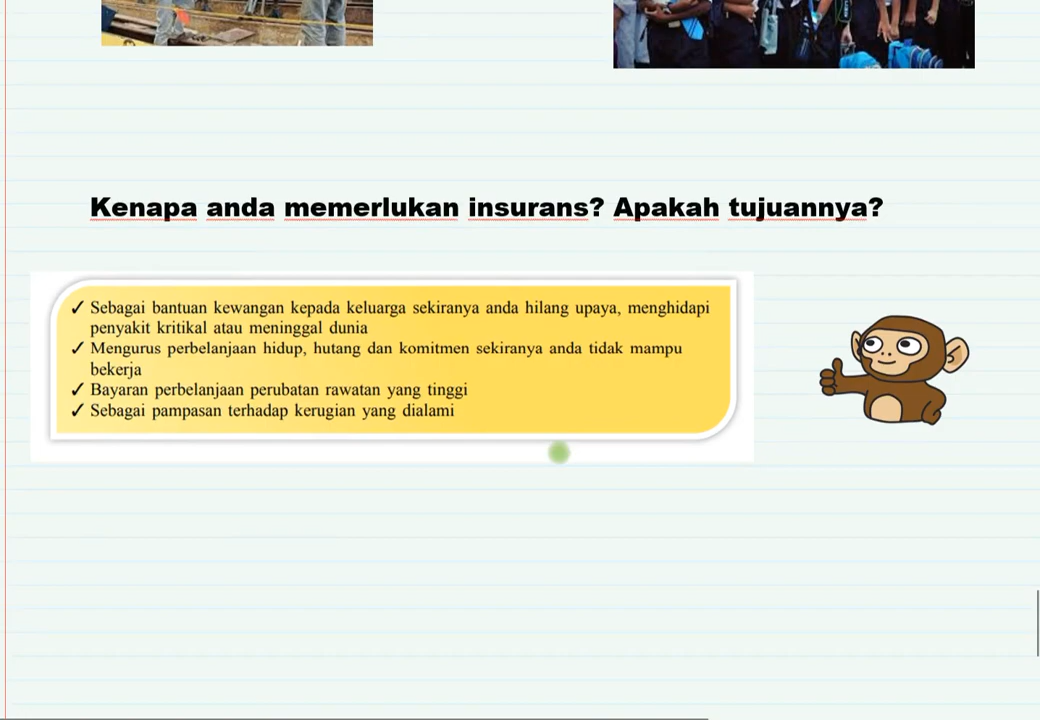 Kenapa anda memerlukan insurans? Apakah tujuannya?
✓ Sebagai bantuan kewangan kepada keluarga sekiranya anda hilang upaya, menghidapi
penyakit kritikal atau meninggal dunia
✓ Mengurus perbelanjaan hidup, hutang dan komitmen sekiranya anda tidak mampu
bekerja
✓ Bayaran perbelanjaan perubatan rawatan yang tinggi
✓ Sebagai pampasan terhadap kerugian yang dialami